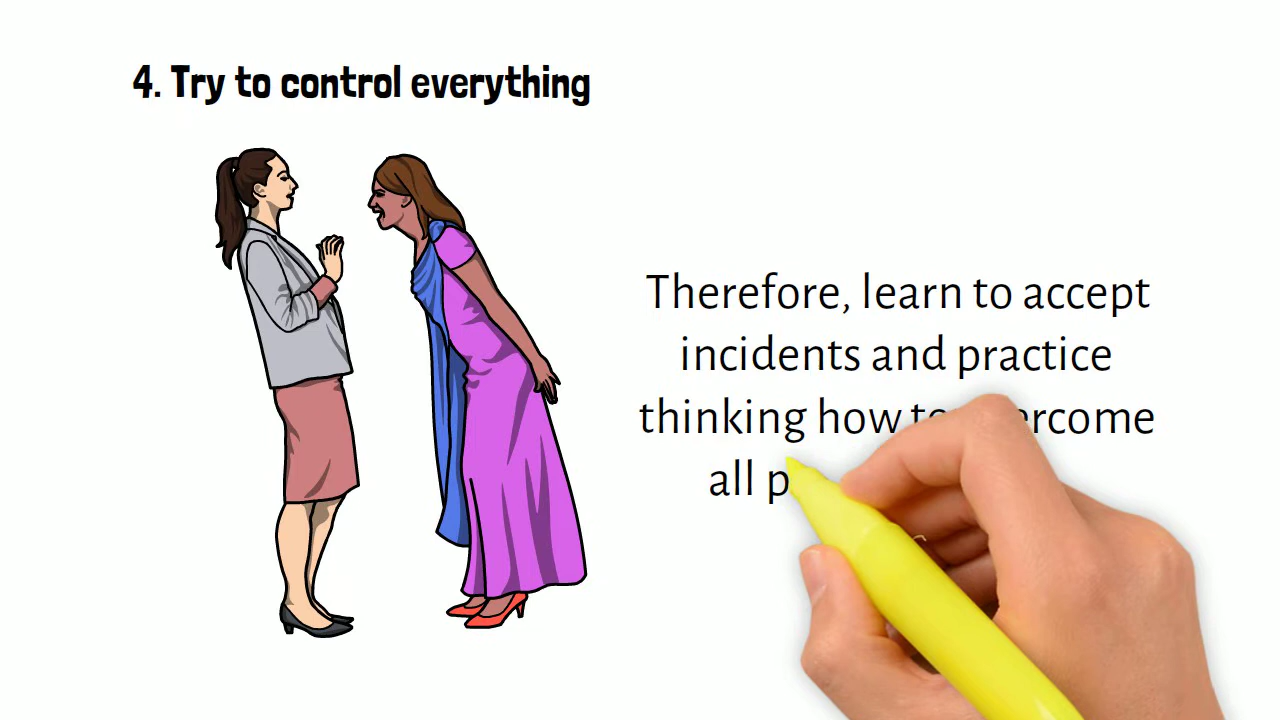 4. Try to control everything
Therefore, learn to accept
incidents and practice
thinking how
all